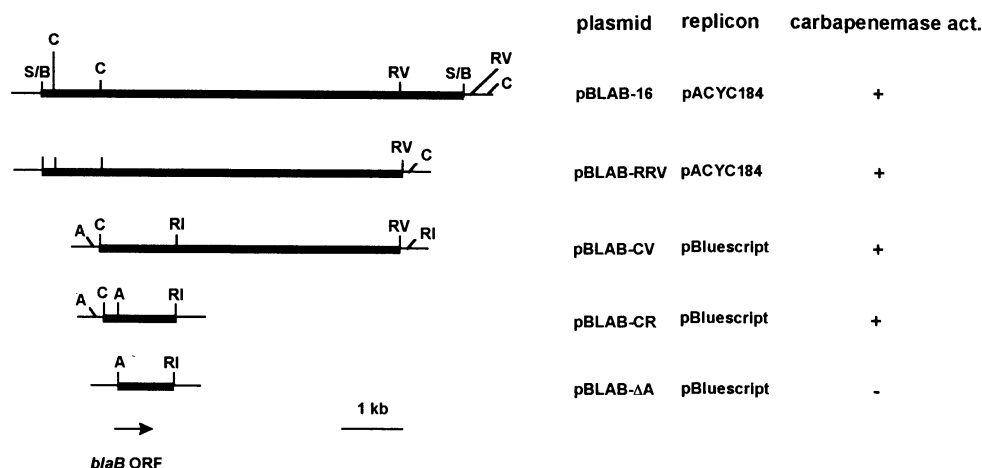 plasmid replicon carbapenemase act.
C
S/B C RV S/B RV C
pBLAB-16 pACYC184 +
RV C
pBLAB-RRV pACYC184 +
A C RI RV RI
pBLAB-CV pBluescript +
A C A RI
pBLAB-CR pBluescript +
A RI
pBLAB-ΔA pBluescript -
1 kb
blaB ORF